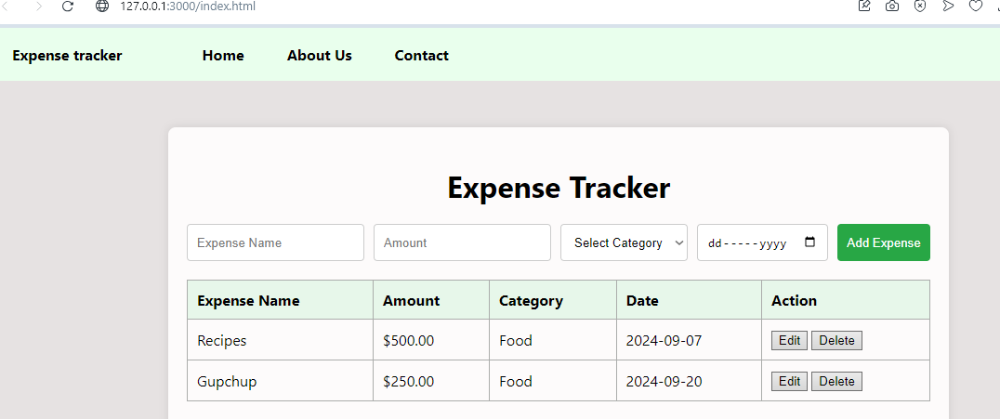 127.0.0.1:3000/index.html
Expense tracker Home About Us Contact
Expense Tracker
Expense Name Amount Select Category dd-----yyyy Add Expense
Expense Name Amount Category Date Action
Recipes $500.00 Food 2024-09-07 Edit Delete
Gupchup $250.00 Food 2024-09-20 Edit Delete